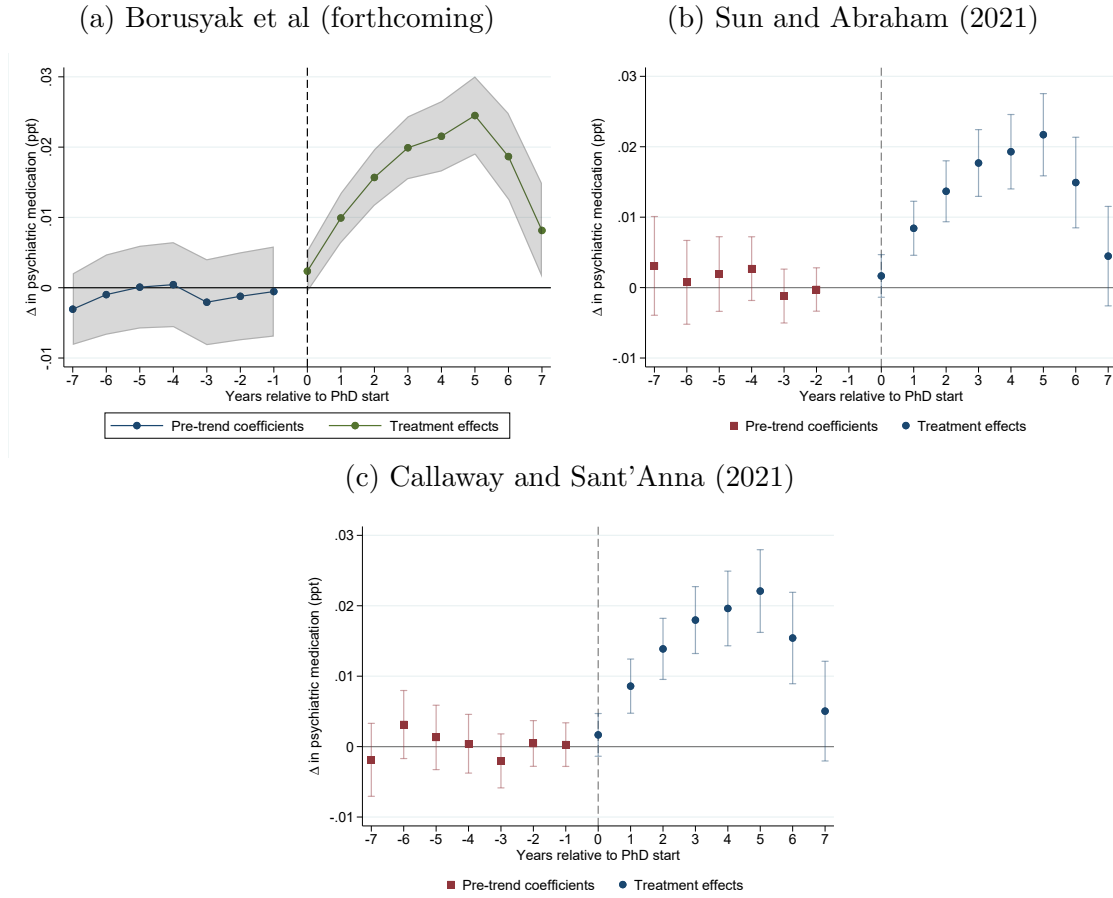 (a) Borusyak et al (forthcoming)
Δ in psychiatric medication (ppt)
.03
.02
.01
0
-.01
-7 -6 -5 -4 -3 -2 -1 0 1 2 3 4 5 6 7
Years relative to PhD start
Pre-trend coefficients Treatment effects
(b) Sun and Abraham (2021)
Δ in psychiatric medication (ppt)
.03
.02
.01
0
-.01
-7 -6 -5 -4 -3 -2 -1 0 1 2 3 4 5 6 7
Years relative to PhD start
Pre-trend coefficients Treatment effects
(c) Callaway and Sant'Anna (2021)
Δ in psychiatric medication (ppt)
.03
.02
.01
0
-.01
-7 -6 -5 -4 -3 -2 -1 0 1 2 3 4 5 6 7
Years relative to PhD start
Pre-trend coefficients Treatment effects